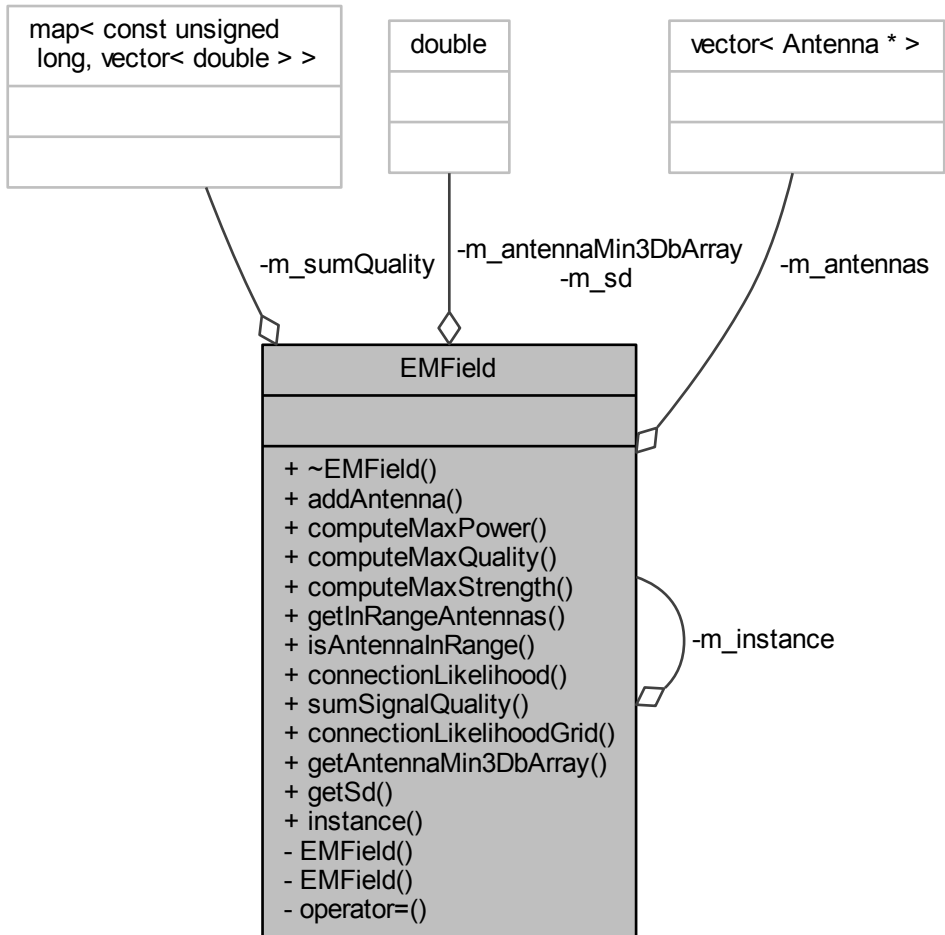 map< const unsigned
long, vector< double > >
double
vector< Antenna * >
-m_sumQuality
-m_antennaMin3DbArray
-m_sd
-m_antennas
EMField
+ ~EMField()
+ addAntenna()
+ computeMaxPower()
+ computeMaxQuality()
+ computeMaxStrength()
+ getInRangeAntennas()
+ isAntennaInRange()
+ connectionLikelihood()
+ sumSignalQuality()
+ connectionLikelihoodGrid()
+ getAntennaMin3DbArray()
+ getSd()
+ instance()
- EMField()
- EMField()
- operator=()
-m_instance